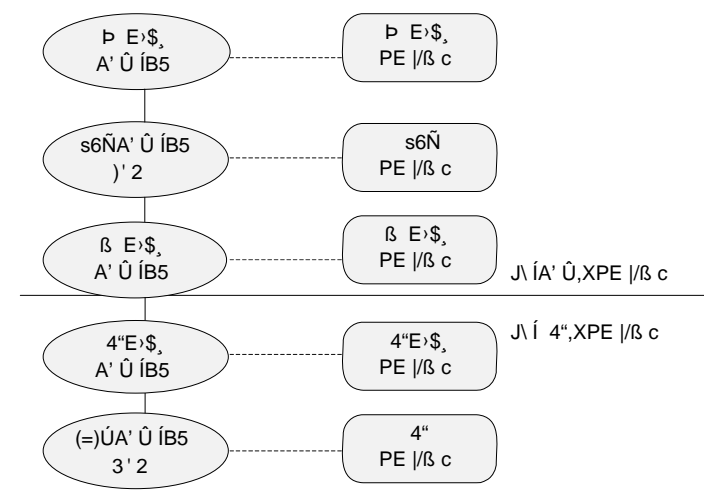 Þ E›$¸
A’ Û ÍB5
Þ E›$¸
PE |/ß c
s6ÑA’ Û ÍB5
)' 2
s6Ñ
PE |/ß c
ß E›$¸
A’ Û ÍB5
ß E›$¸
PE |/ß c
J\ ÍA’ Û,XPE |/ß c
J\ Í 4“,XPE |/ß c
4“E›$¸
A’ Û ÍB5
4“E›$¸
PE |/ß c
(=)ÚA’ Û ÍB5
3 ' 2
4“
PE |/ß c